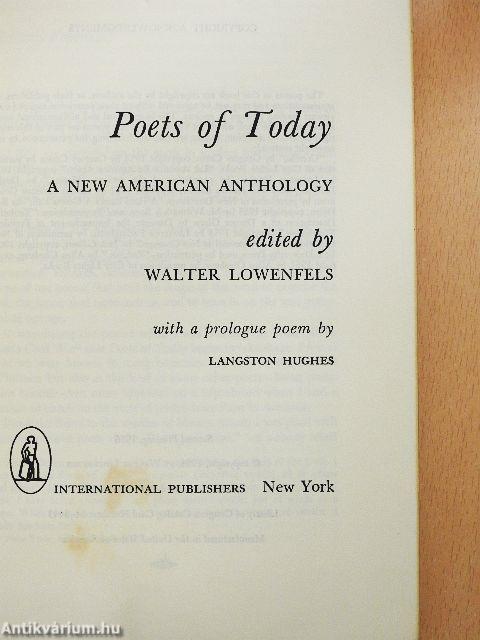 Poets of Today
A NEW AMERICAN ANTHOLOGY
edited by
WALTER LOWENFELS
with a prologue poem by
LANGSTON HUGHES
INTERNATIONAL PUBLISHERS New York
Antikvárium.hu